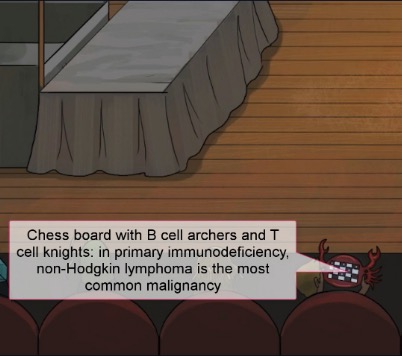 Chess board with B cell archers and T
cell knights: in primary immunodeficiency,
non-Hodgkin lymphoma is the most
common malignancy